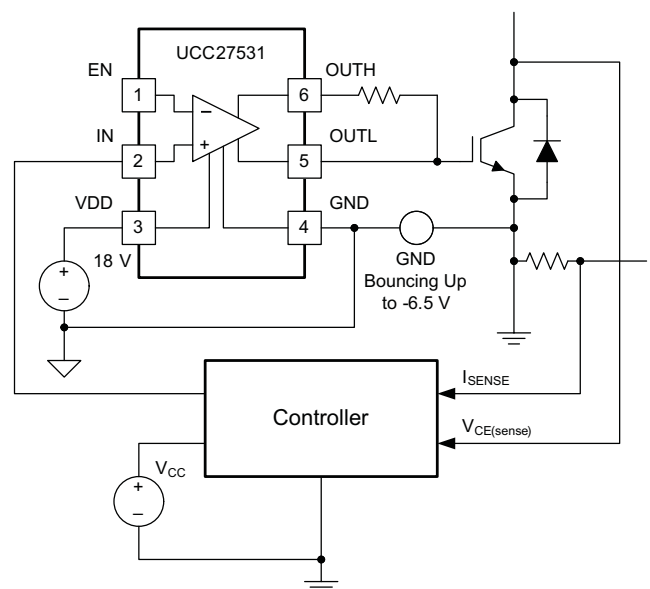 UCC27531
EN
OUTH
1
6
IN
OUTL
2
5
VDD
GND
3
4
18 V
GND
Bouncing Up
to -6.5 V
+
–
−
+
ISENSE
Controller
VCE(sense)
VCC
+
–